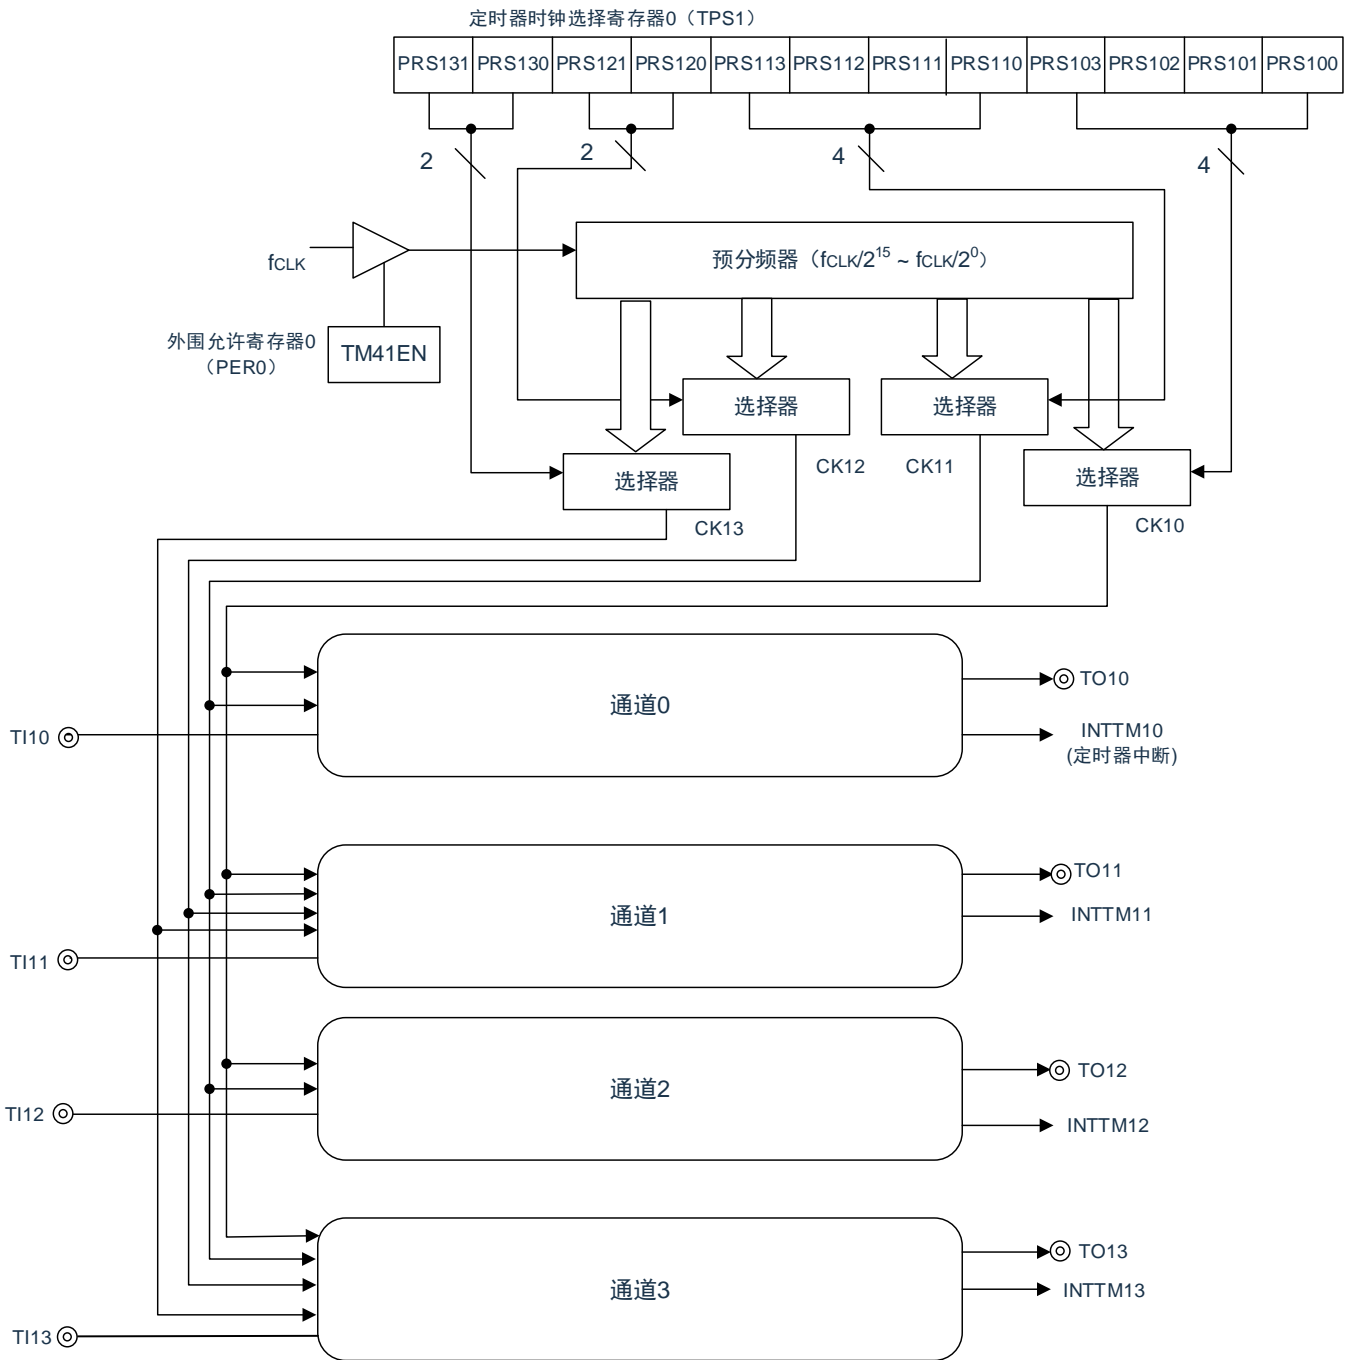 定时器时钟选择寄存器0（TPS1）
PRS131 PRS130 PRS121 PRS120 PRS113 PRS112 PRS111 PRS110 PRS103 PRS102 PRS101 PRS100
2
2
4
4
fCLK
预分频器（fCLK/2^15 ~ fCLK/2^0）
外围允许寄存器0
（PER0）
TM41EN
选择器
选择器
CK12
CK11
选择器
选择器
CK13
CK10
通道0
TO10
TI10
INTTM10
(定时器中断)
通道1
TO11
INTTM11
TI11
通道2
TO12
TI12
INTTM12
通道3
TO13
INTTM13
TI13